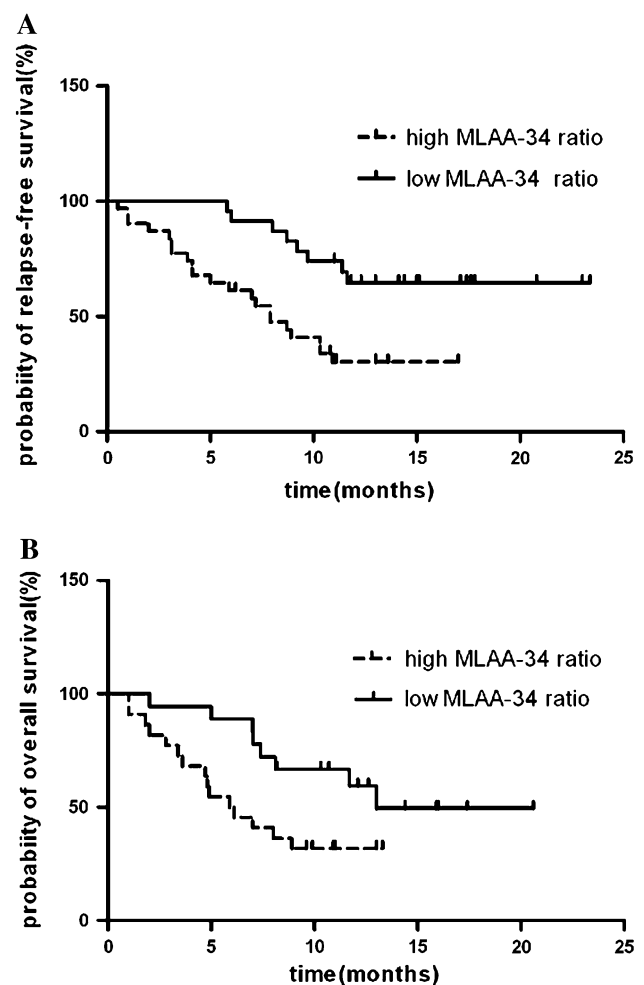 A
probabiity of relapse-free survival(%)
150
100
50
0
high MLAA-34 ratio
low MLAA-34 ratio
0 5 10 15 20 25
time(months)
B
probabiity of overall survival(%)
150
100
50
0
high MLAA-34 ratio
low MLAA-34 ratio
0 5 10 15 20 25
time(months)